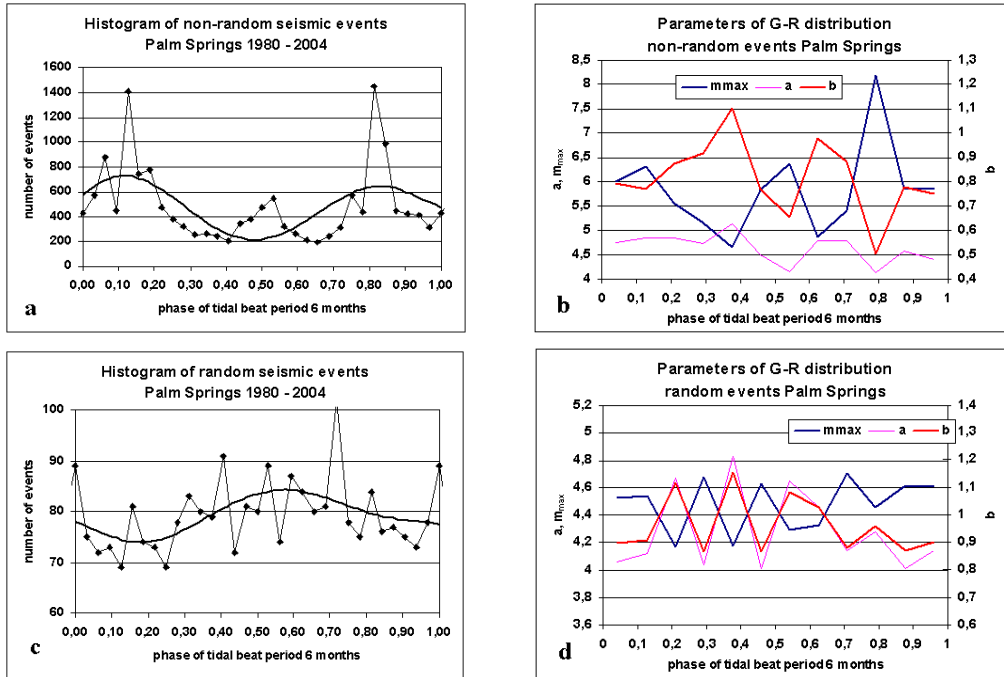 Histogram of non-random seismic events
Palm Springs 1980 - 2004
number of events
1600
1400
1200
1000
800
600
400
200
0
0,00 0,10 0,20 0,30 0,40 0,50 0,60 0,70 0,80 0,90 1,00
phase of tidal beat period 6 months
a
Parameters of G-R distribution
non-random events Palm Springs
mmax a b
a, mmax
8,5
8
7,5
7
6,5
6
5,5
5
4,5
4
1,3
1,2
1,1
1
0,9
0,8
0,7
0,6
0,5
0,4
b
0 0,1 0,2 0,3 0,4 0,5 0,6 0,7 0,8 0,9 1
phase of tidal beat period 6 months
b
Histogram of random seismic events
Palm Springs 1980 - 2004
number of events
100
90
80
70
60
0,00 0,10 0,20 0,30 0,40 0,50 0,60 0,70 0,80 0,90 1,00
phase of tidal beat period 6 months
c
Parameters of G-R distribution
random events Palm Springs
mmax a b
a, mmax
5,2
5
4,8
4,6
4,4
4,2
4
3,8
3,6
1,4
1,3
1,2
1,1
1
0,9
0,8
0,7
0,6
b
0 0,1 0,2 0,3 0,4 0,5 0,6 0,7 0,8 0,9 1
phase of tidal beat period 6 months
d